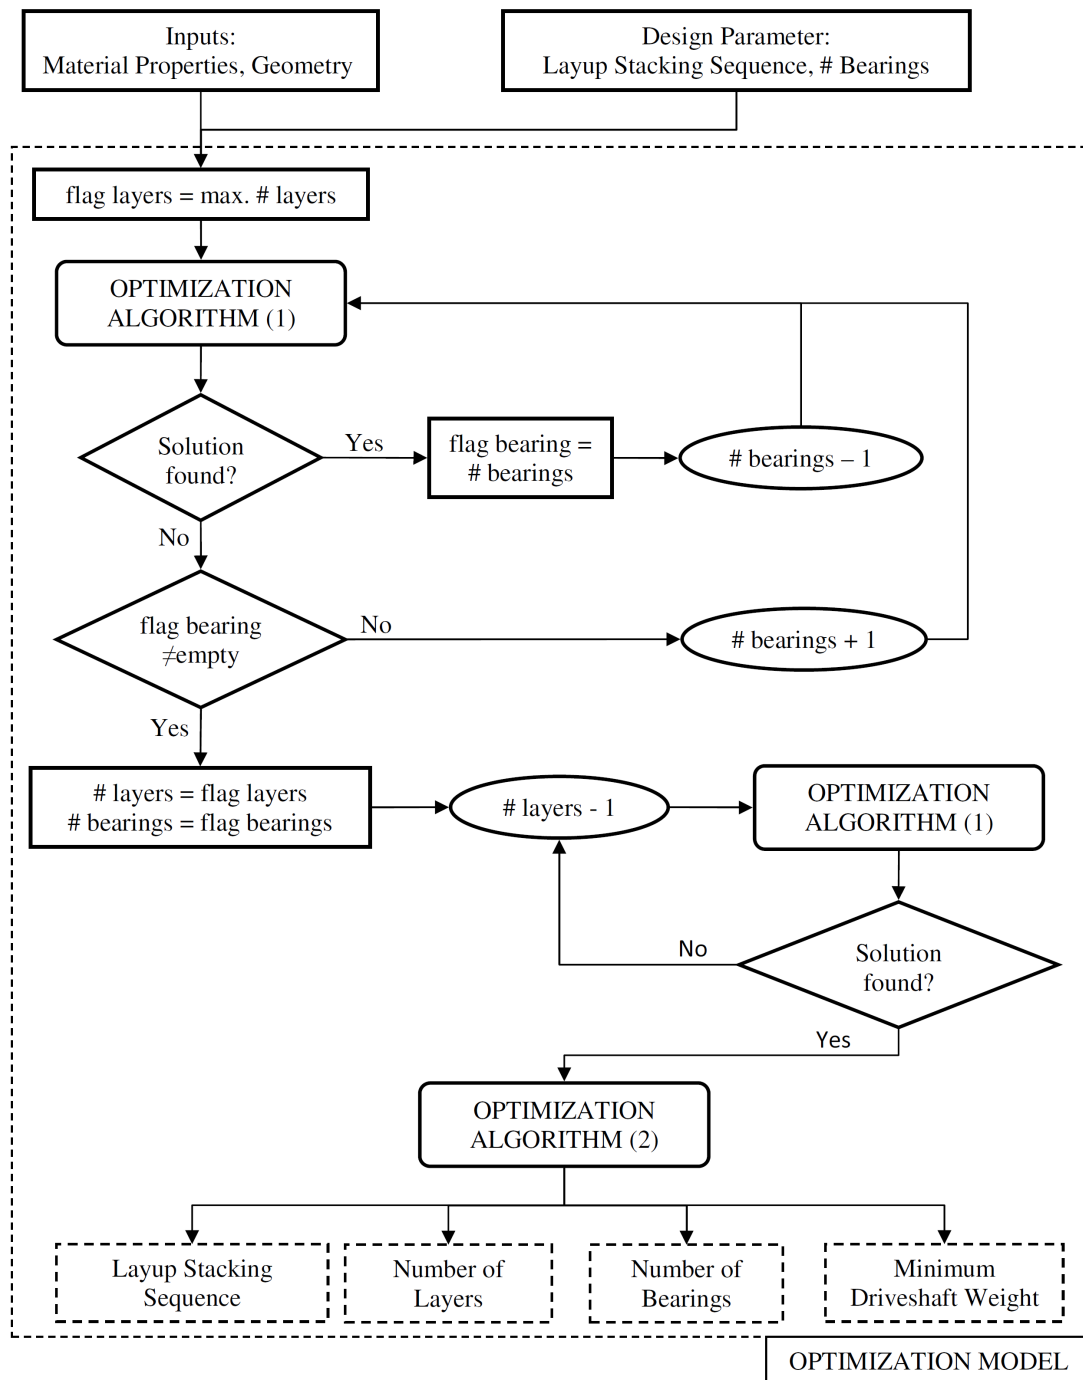 Inputs:
Material Properties, Geometry
Design Parameter:
Layup Stacking Sequence, # Bearings
flag layers = max. # layers
OPTIMIZATION
ALGORITHM (1)
Solution
found?
Yes
flag bearing =
# bearings
# bearings – 1
No
flag bearing
≠empty
No
# bearings + 1
Yes
# layers = flag layers
# bearings = flag bearings
# layers - 1
OPTIMIZATION
ALGORITHM (1)
No
Solution
found?
Yes
OPTIMIZATION
ALGORITHM (2)
Layup Stacking
Sequence
Number of
Layers
Number of
Bearings
Minimum
Driveshaft Weight
OPTIMIZATION MODEL